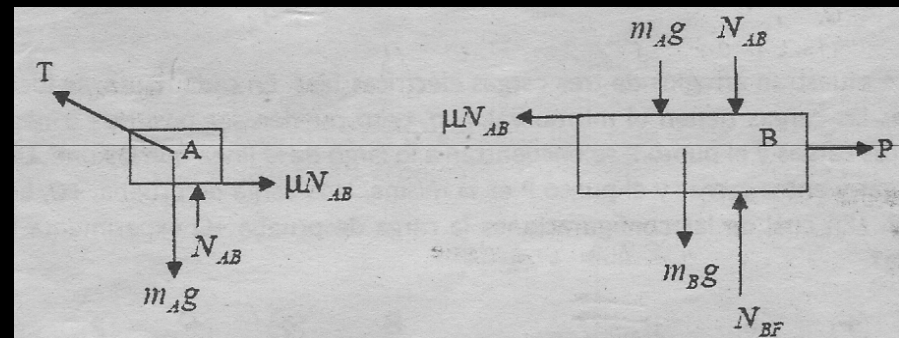 T
A
μN_AB
N_AB
m_A g
m_A g N_AB
μN_AB
B
P
m_B g
N_BF